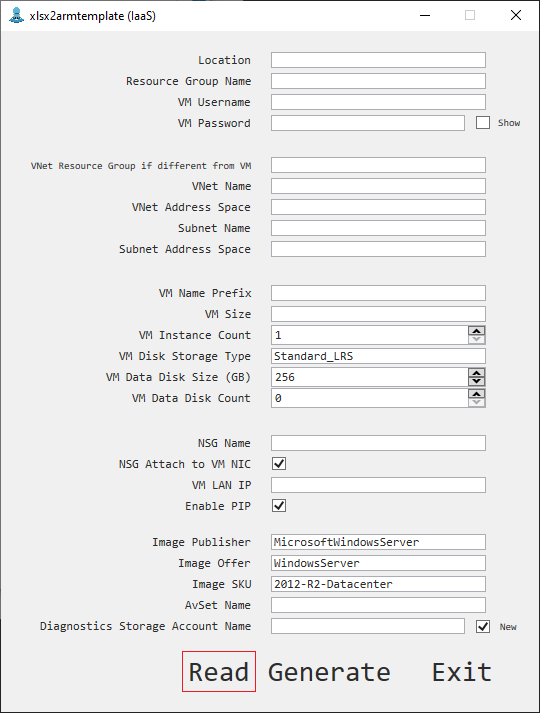 xlsx2armtemplate (IaaS)
Location
Resource Group Name
VM Username
VM Password Show
VNet Resource Group if different from VM
VNet Name
VNet Address Space
Subnet Name
Subnet Address Space
VM Name Prefix
VM Size
VM Instance Count 1
VM Disk Storage Type Standard_LRS
VM Data Disk Size (GB) 256
VM Data Disk Count 0
NSG Name
NSG Attach to VM NIC
VM LAN IP
Enable PIP
Image Publisher MicrosoftWindowsServer
Image Offer WindowsServer
Image SKU 2012-R2-Datacenter
AvSet Name
Diagnostics Storage Account Name New
Read Generate Exit